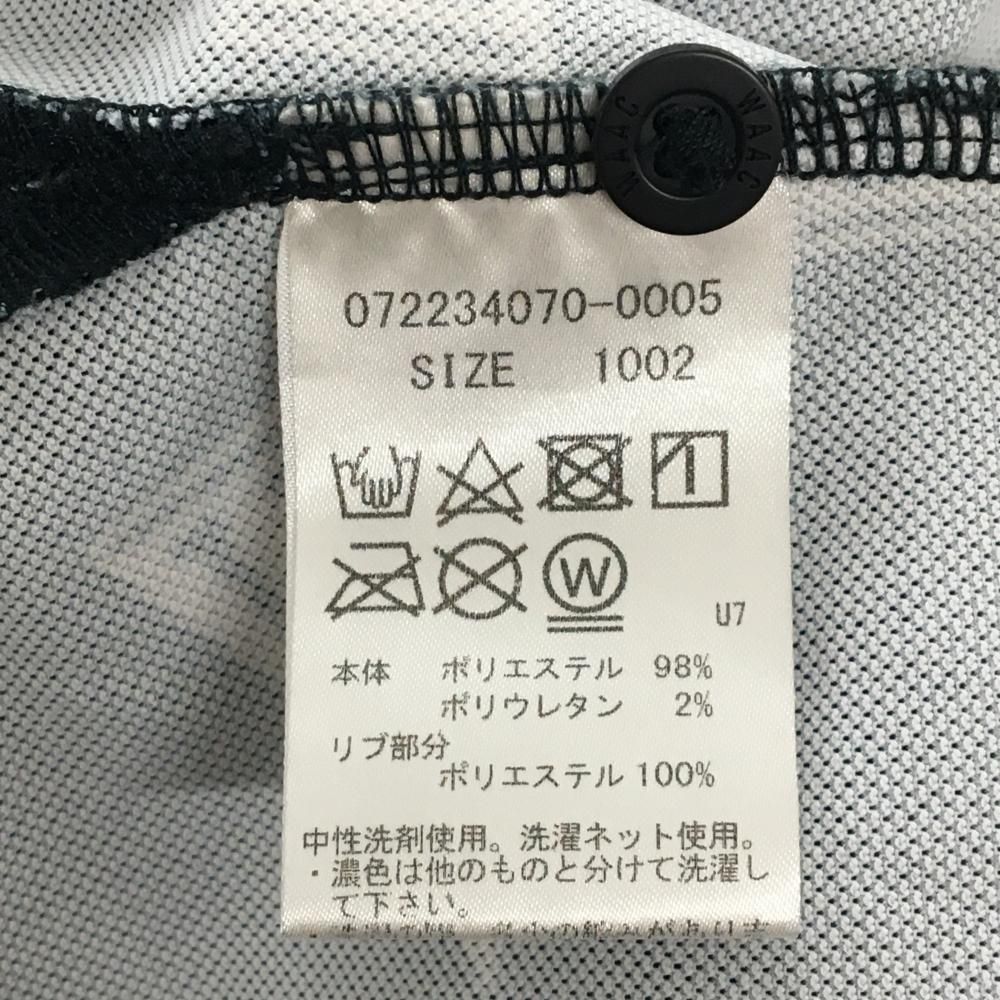 WAAC WAAC
072234070-0005
SIZE 1002
W
U7
本体 ポリエステル 98%
ポリウレタン 2%
リブ部分
ポリエステル 100%
中性洗剤使用。洗濯ネット使用。
・濃色は他のものと分けて洗濯し
て下さい。